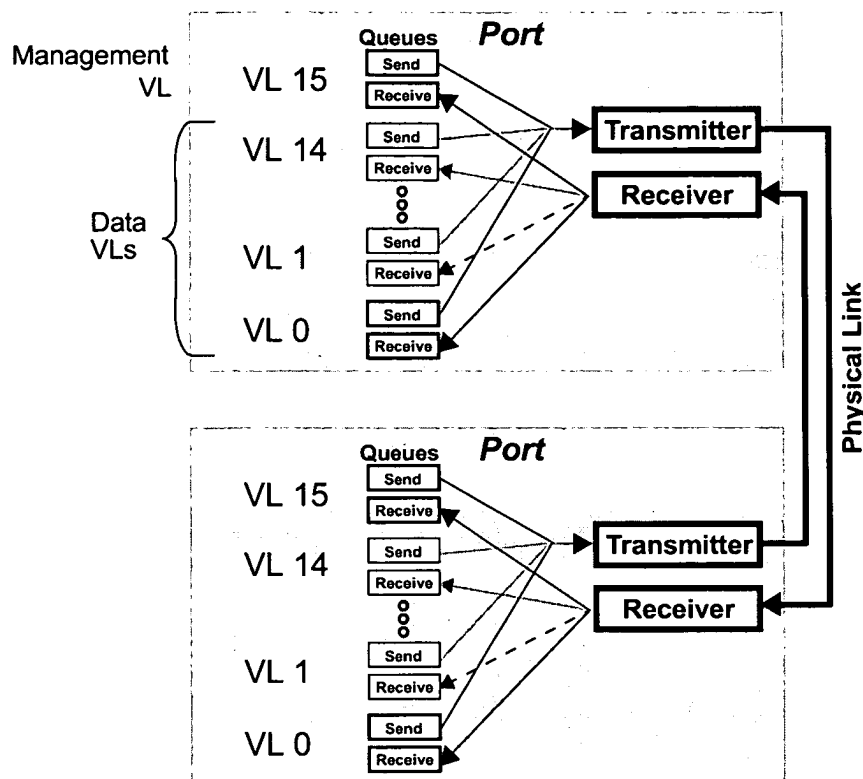 Queues
Port
Management
VL
VL 15
Send
Receive
VL 14
Send
Receive
Transmitter
Receiver
Data
VLs
VL 1
Send
Receive
VL 0
Send
Receive
Physical Link
Queues
Port
VL 15
Send
Receive
VL 14
Send
Receive
Transmitter
Receiver
VL 1
Send
Receive
VL 0
Send
Receive